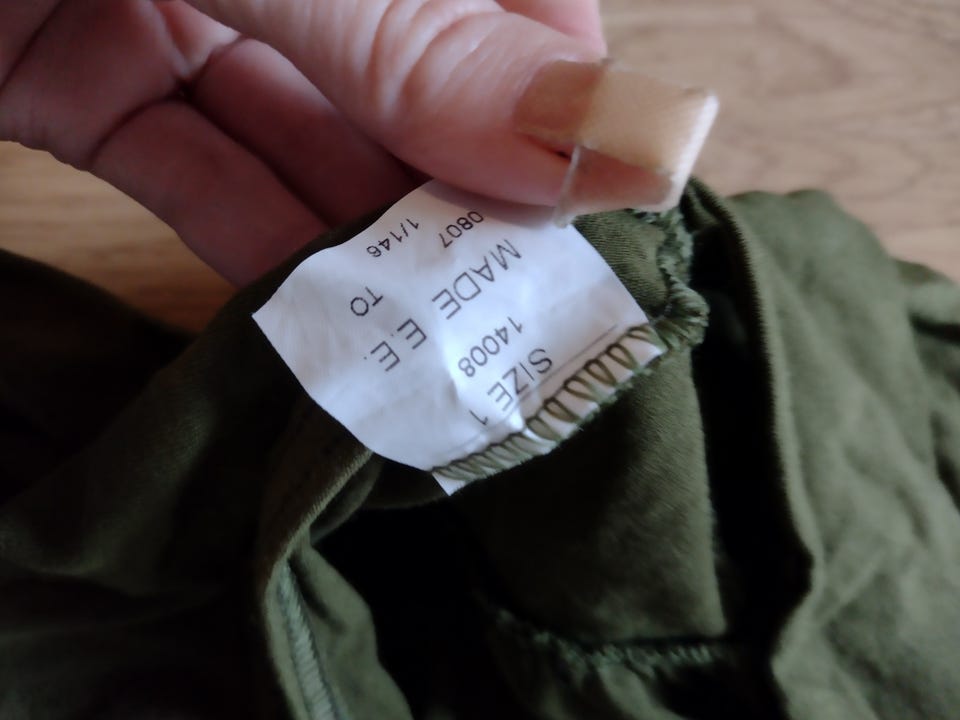 SIZE 1
14008
MADE E.E.
0807 TO
1/146